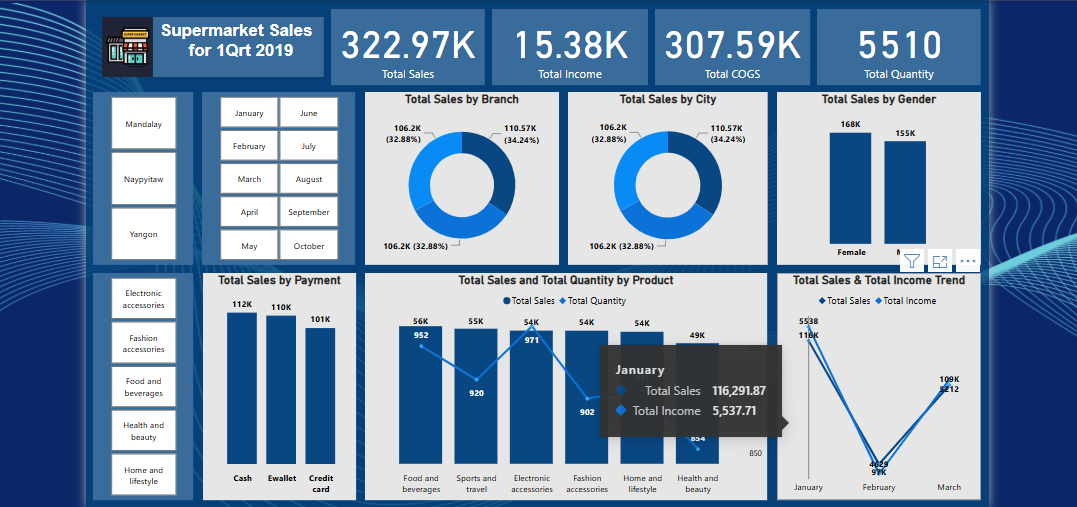 Supermarket Sales
for 1Qrt 2019
322.97K
Total Sales
15.38K
Total Income
307.59K
Total COGS
5510
Total Quantity
Mandalay
Naypyitaw
Yangon
January
June
February
July
March
August
April
September
May
October
Total Sales by Branch
106.2K
(32.88%)
110.57K
(34.24%)
106.2K (32.88%)
Total Sales by City
106.2K
(32.88%)
110.57K
(34.24%)
106.2K (32.88%)
Total Sales by Gender
168K
155K
Female
Electronic
accessories
Fashion
accessories
Food and
beverages
Health and
beauty
Home and
lifestyle
Total Sales by Payment
112K
110K
101K
Cash
Ewallet
Credit
card
Total Sales and Total Quantity by Product
Total Sales
Total Quantity
56K
55K
54K
54K
54K
49K
952
920
971
902
854
850
Food and
beverages
Sports and
travel
Electronic
accessories
Fashion
accessories
Home and
lifestyle
Health and
beauty
January
Total Sales 116,291.87
Total Income 5,537.71
Total Sales & Total Income Trend
Total Sales
Total Income
5538
116K
4629
97K
109K
5212
January
February
March